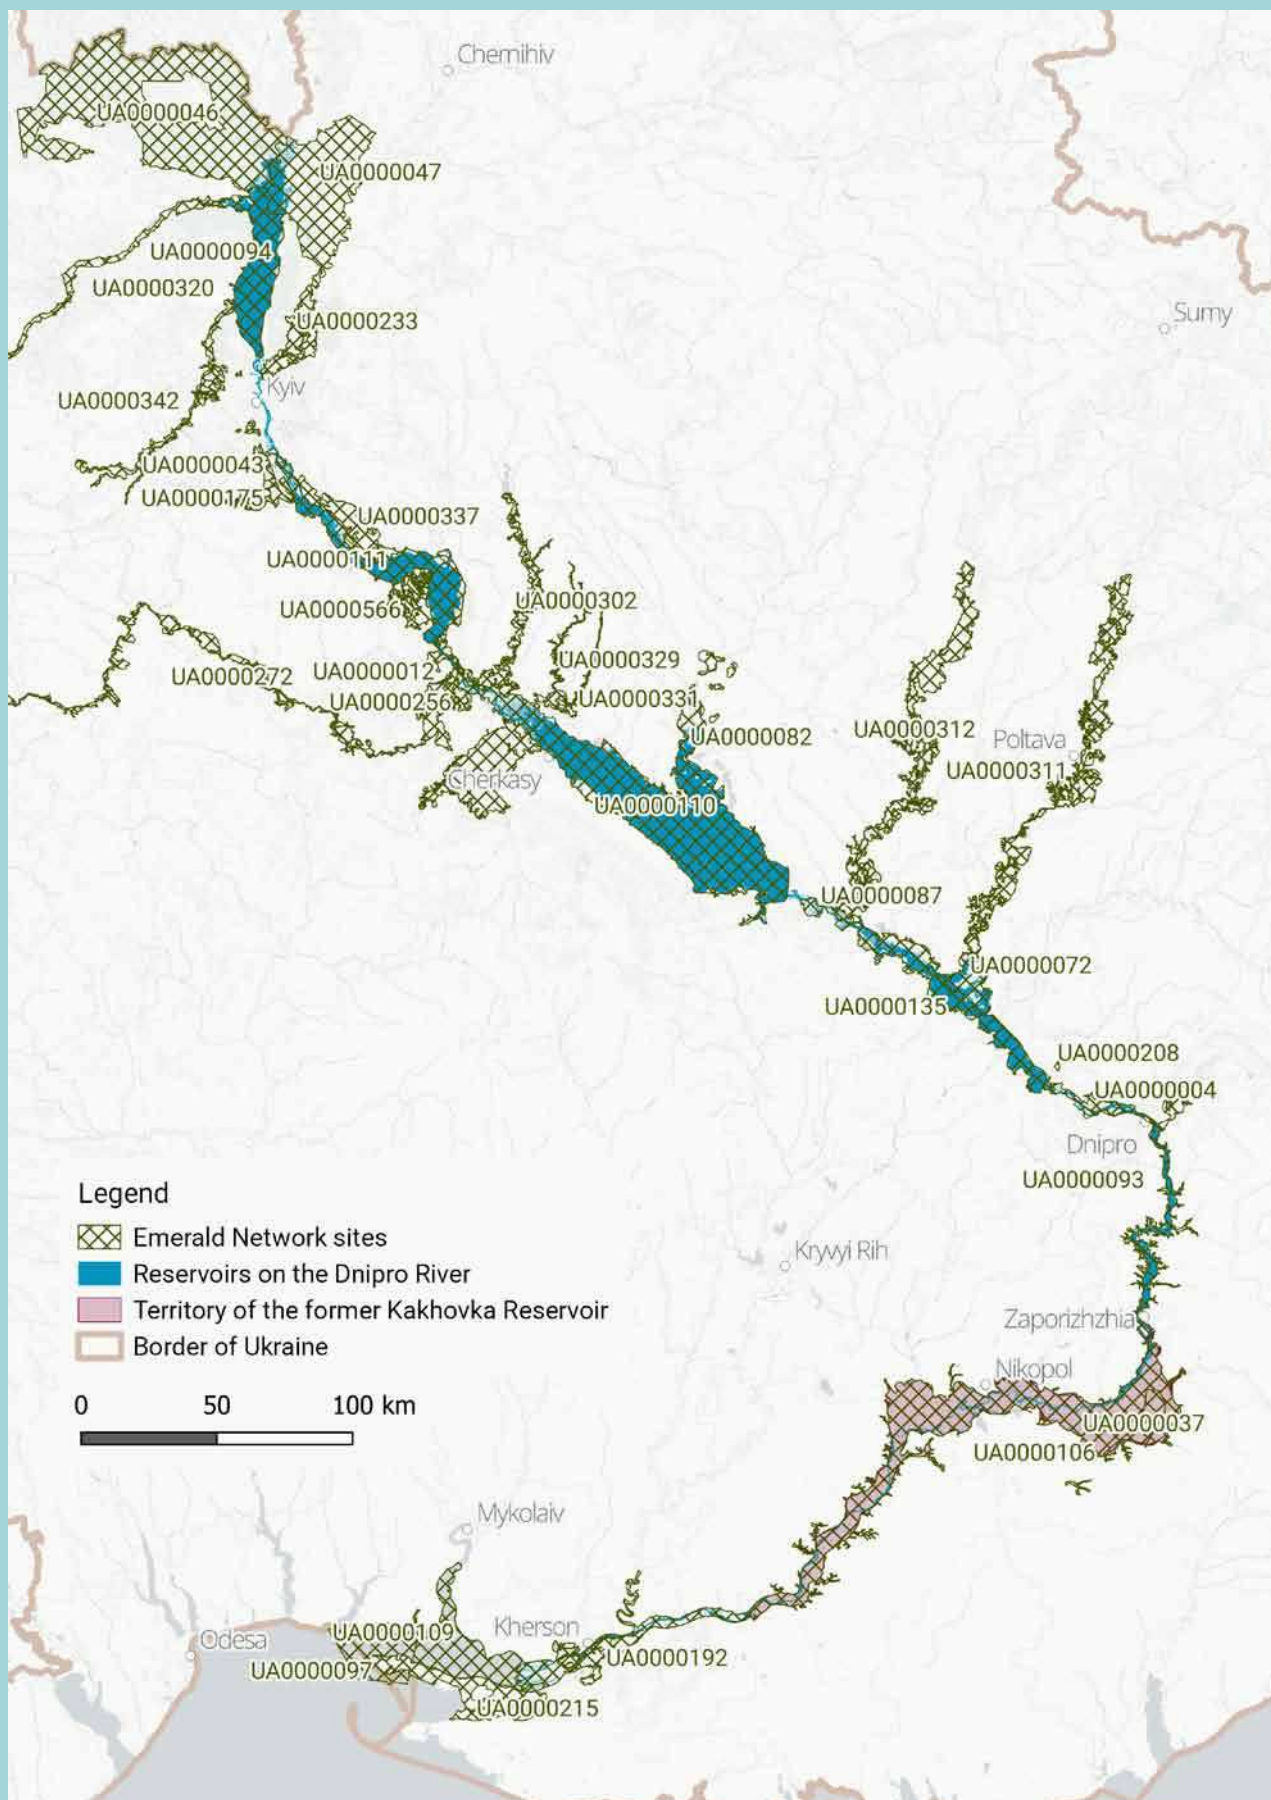 Chernihiv
UA0000046
UA0000047
UA0000094
UA0000320
Sumy
UA0000233
Kyiv
UA0000342
UA0000043
UA0000175
UA0000337
UA0000111
UA0000566
UA0000302
UA0000329
UA0000012
UA0000272
UA0000256
UA0000331
UA0000082
UA0000312
Poltava
UA0000311
Cherkasy
UA0000110
UA0000087
UA0000072
UA0000135
UA0000208
UA0000004
Dnipro
UA0000093
Legend
Emerald Network sites
Reservoirs on the Dnipro River
Territory of the former Kakhovka Reservoir
Border of Ukraine
0 50 100 km
Kryvyi Rih
Zaporizhzhia
Nikopol
UA0000037
UA0000106
Mykolaiv
Kherson
UA0000109
Odesa
UA0000097
UA0000192
UA0000215